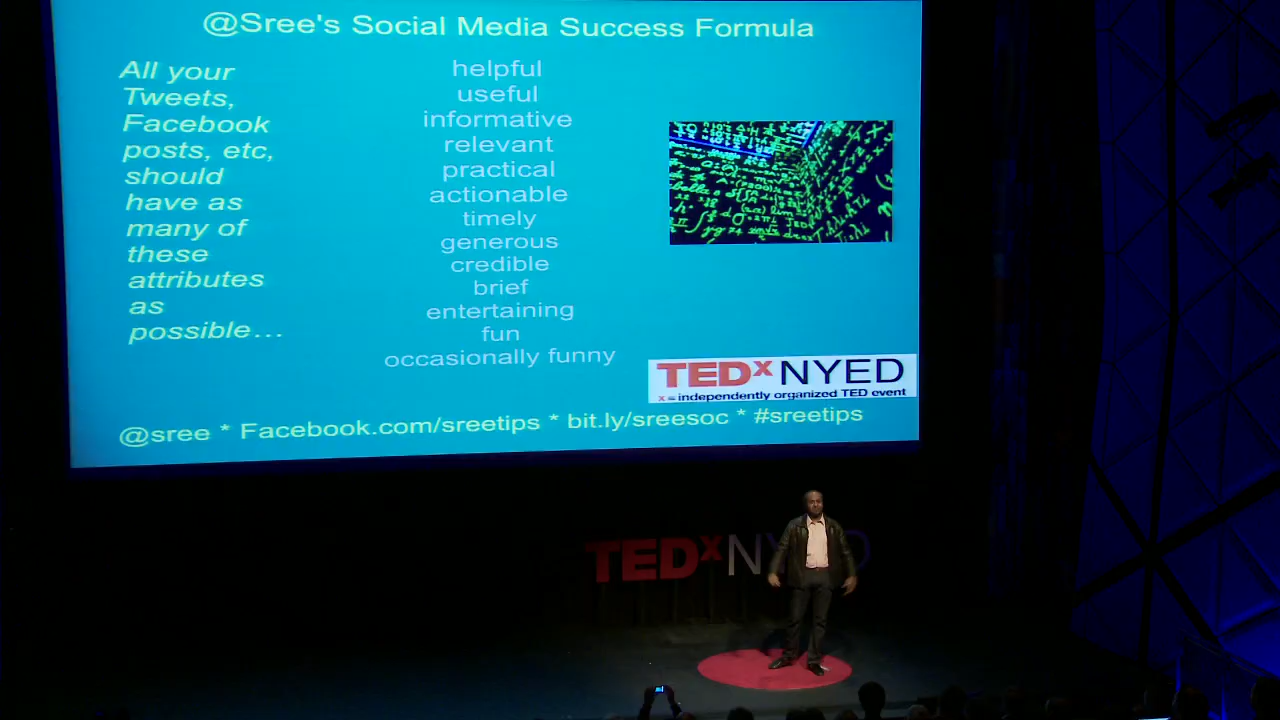 @Sree's Social Media Success Formula
All your
Tweets,
Facebook
posts, etc,
should
have as
many of
these
attributes
as
possible...
helpful
useful
informative
relevant
practical
actionable
timely
generous
credible
brief
entertaining
fun
occasionally funny
TEDx NYED
x = independently organized TED event
@sree * Facebook.com/sreetips * bit.ly/sreesoc * #sreetips
TEDx NYED